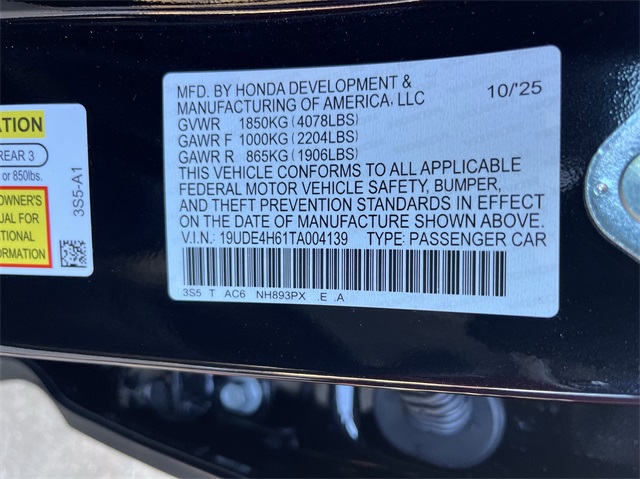 ATION
REAR 3
or 850lbs.
OWNER'S
UAL FOR
ITIONAL
ORMATION
3S5-A1
MFD. BY HONDA DEVELOPMENT &
MANUFACTURING OF AMERICA, LLC
10/'25
GVWR 1850KG (4078LBS)
GAWR F 1000KG (2204LBS)
GAWR R 865KG (1906LBS)
THIS VEHICLE CONFORMS TO ALL APPLICABLE
FEDERAL MOTOR VEHICLE SAFETY, BUMPER,
AND THEFT PREVENTION STANDARDS IN EFFECT
ON THE DATE OF MANUFACTURE SHOWN ABOVE.
V.I.N.: 19UDE4H61TA004139 TYPE: PASSENGER CAR
3S5 T AC6 NH893PX .E .A